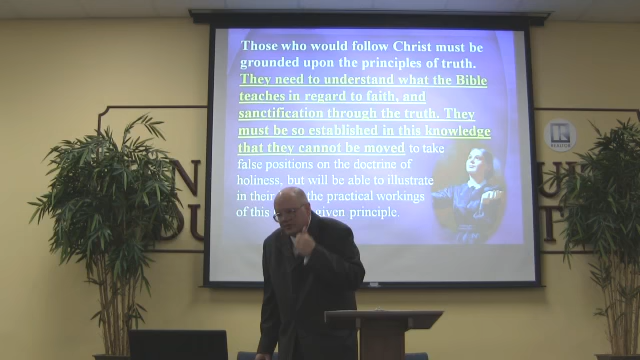 Those who would follow Christ must be
grounded upon the principles of truth.
They need to understand what the Bible
teaches in regard to faith, and
sanctification through the truth. They
must be so established in this knowledge
that they cannot be moved to take
false positions on the doctrine of
holiness, but will be able to illustrate
in their the practical workings
of this given principle.
REALTOR